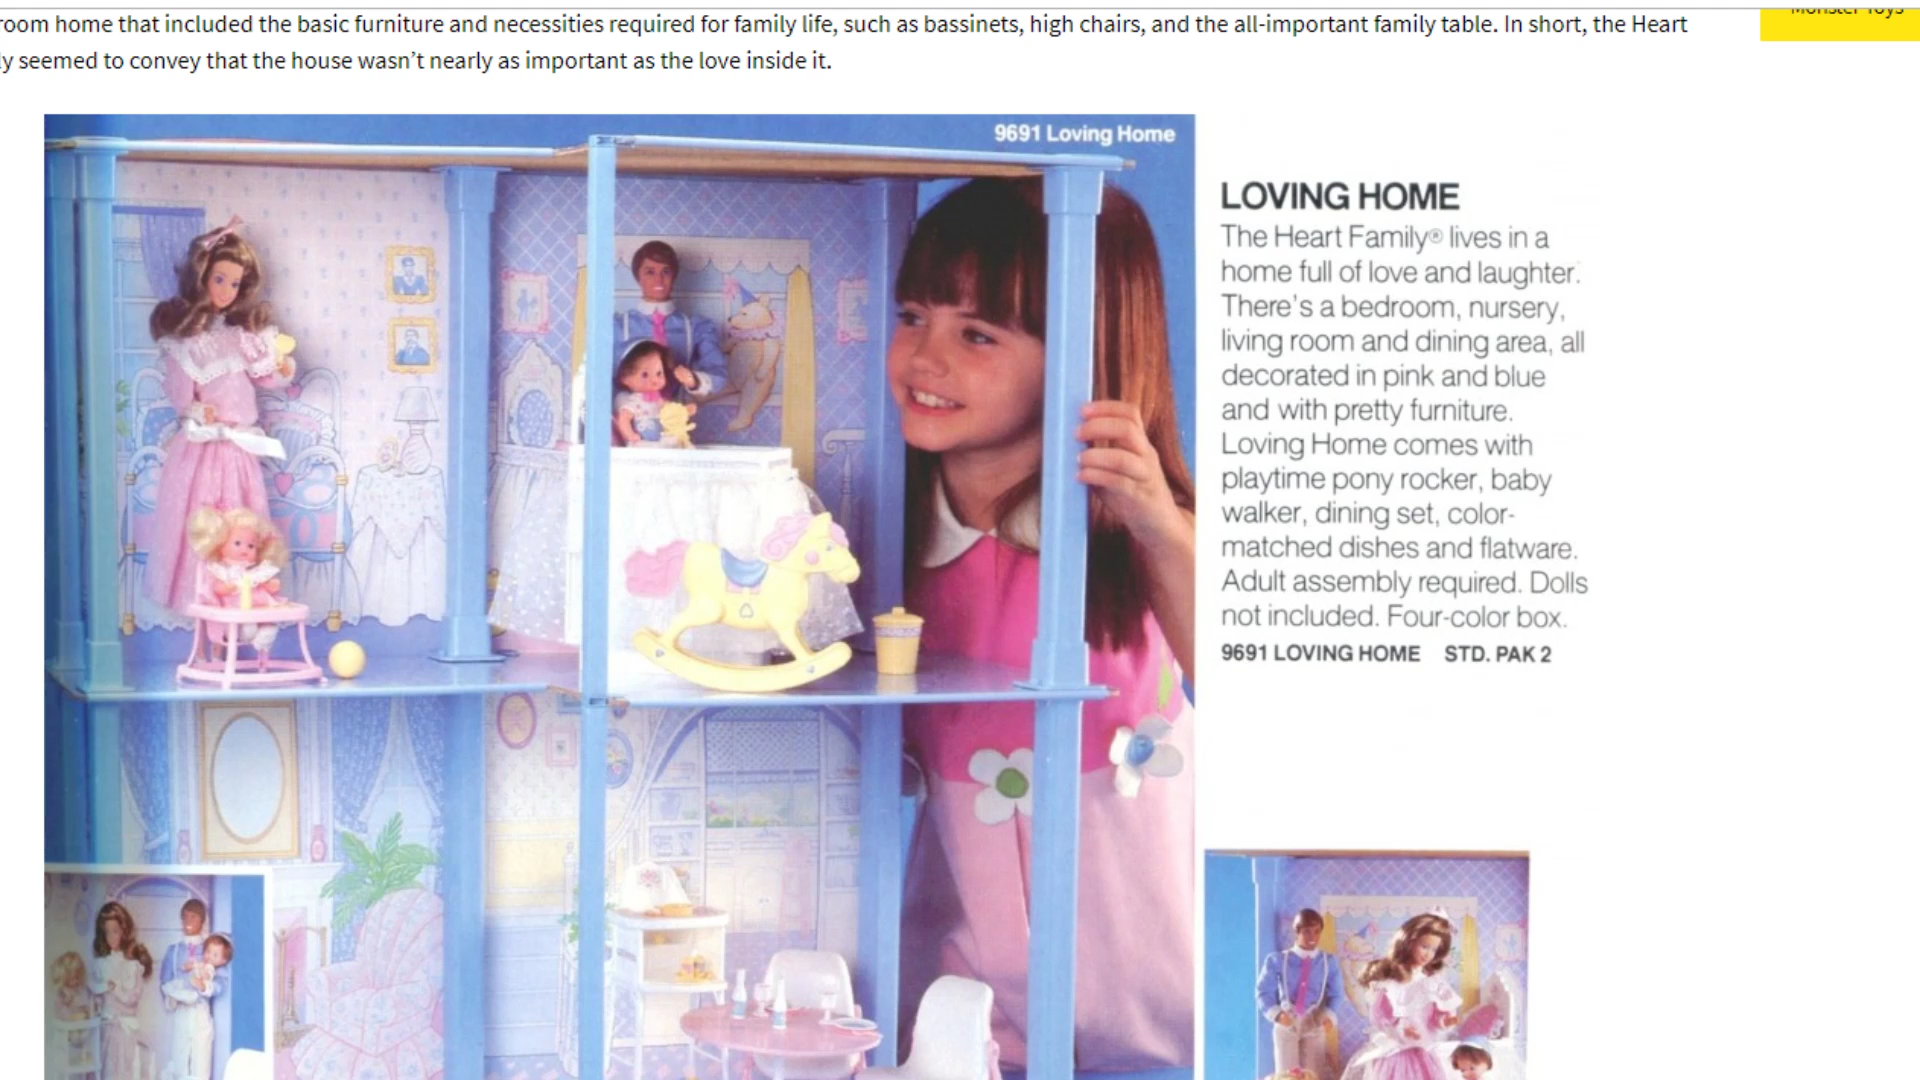 room home that included the basic furniture and necessities required for family life, such as bassinets, high chairs, and the all-important family table. In short, the Heart
ly seemed to convey that the house wasn’t nearly as important as the love inside it.
Monster Toys
9691 Loving Home
LOVING HOME
The Heart Family® lives in a
home full of love and laughter.
There's a bedroom, nursery,
living room and dining area, all
decorated in pink and blue
and with pretty furniture.
Loving Home comes with
playtime pony rocker, baby
walker, dining set, color-
matched dishes and flatware.
Adult assembly required. Dolls
not included. Four-color box.
9691 LOVING HOME STD. PAK 2